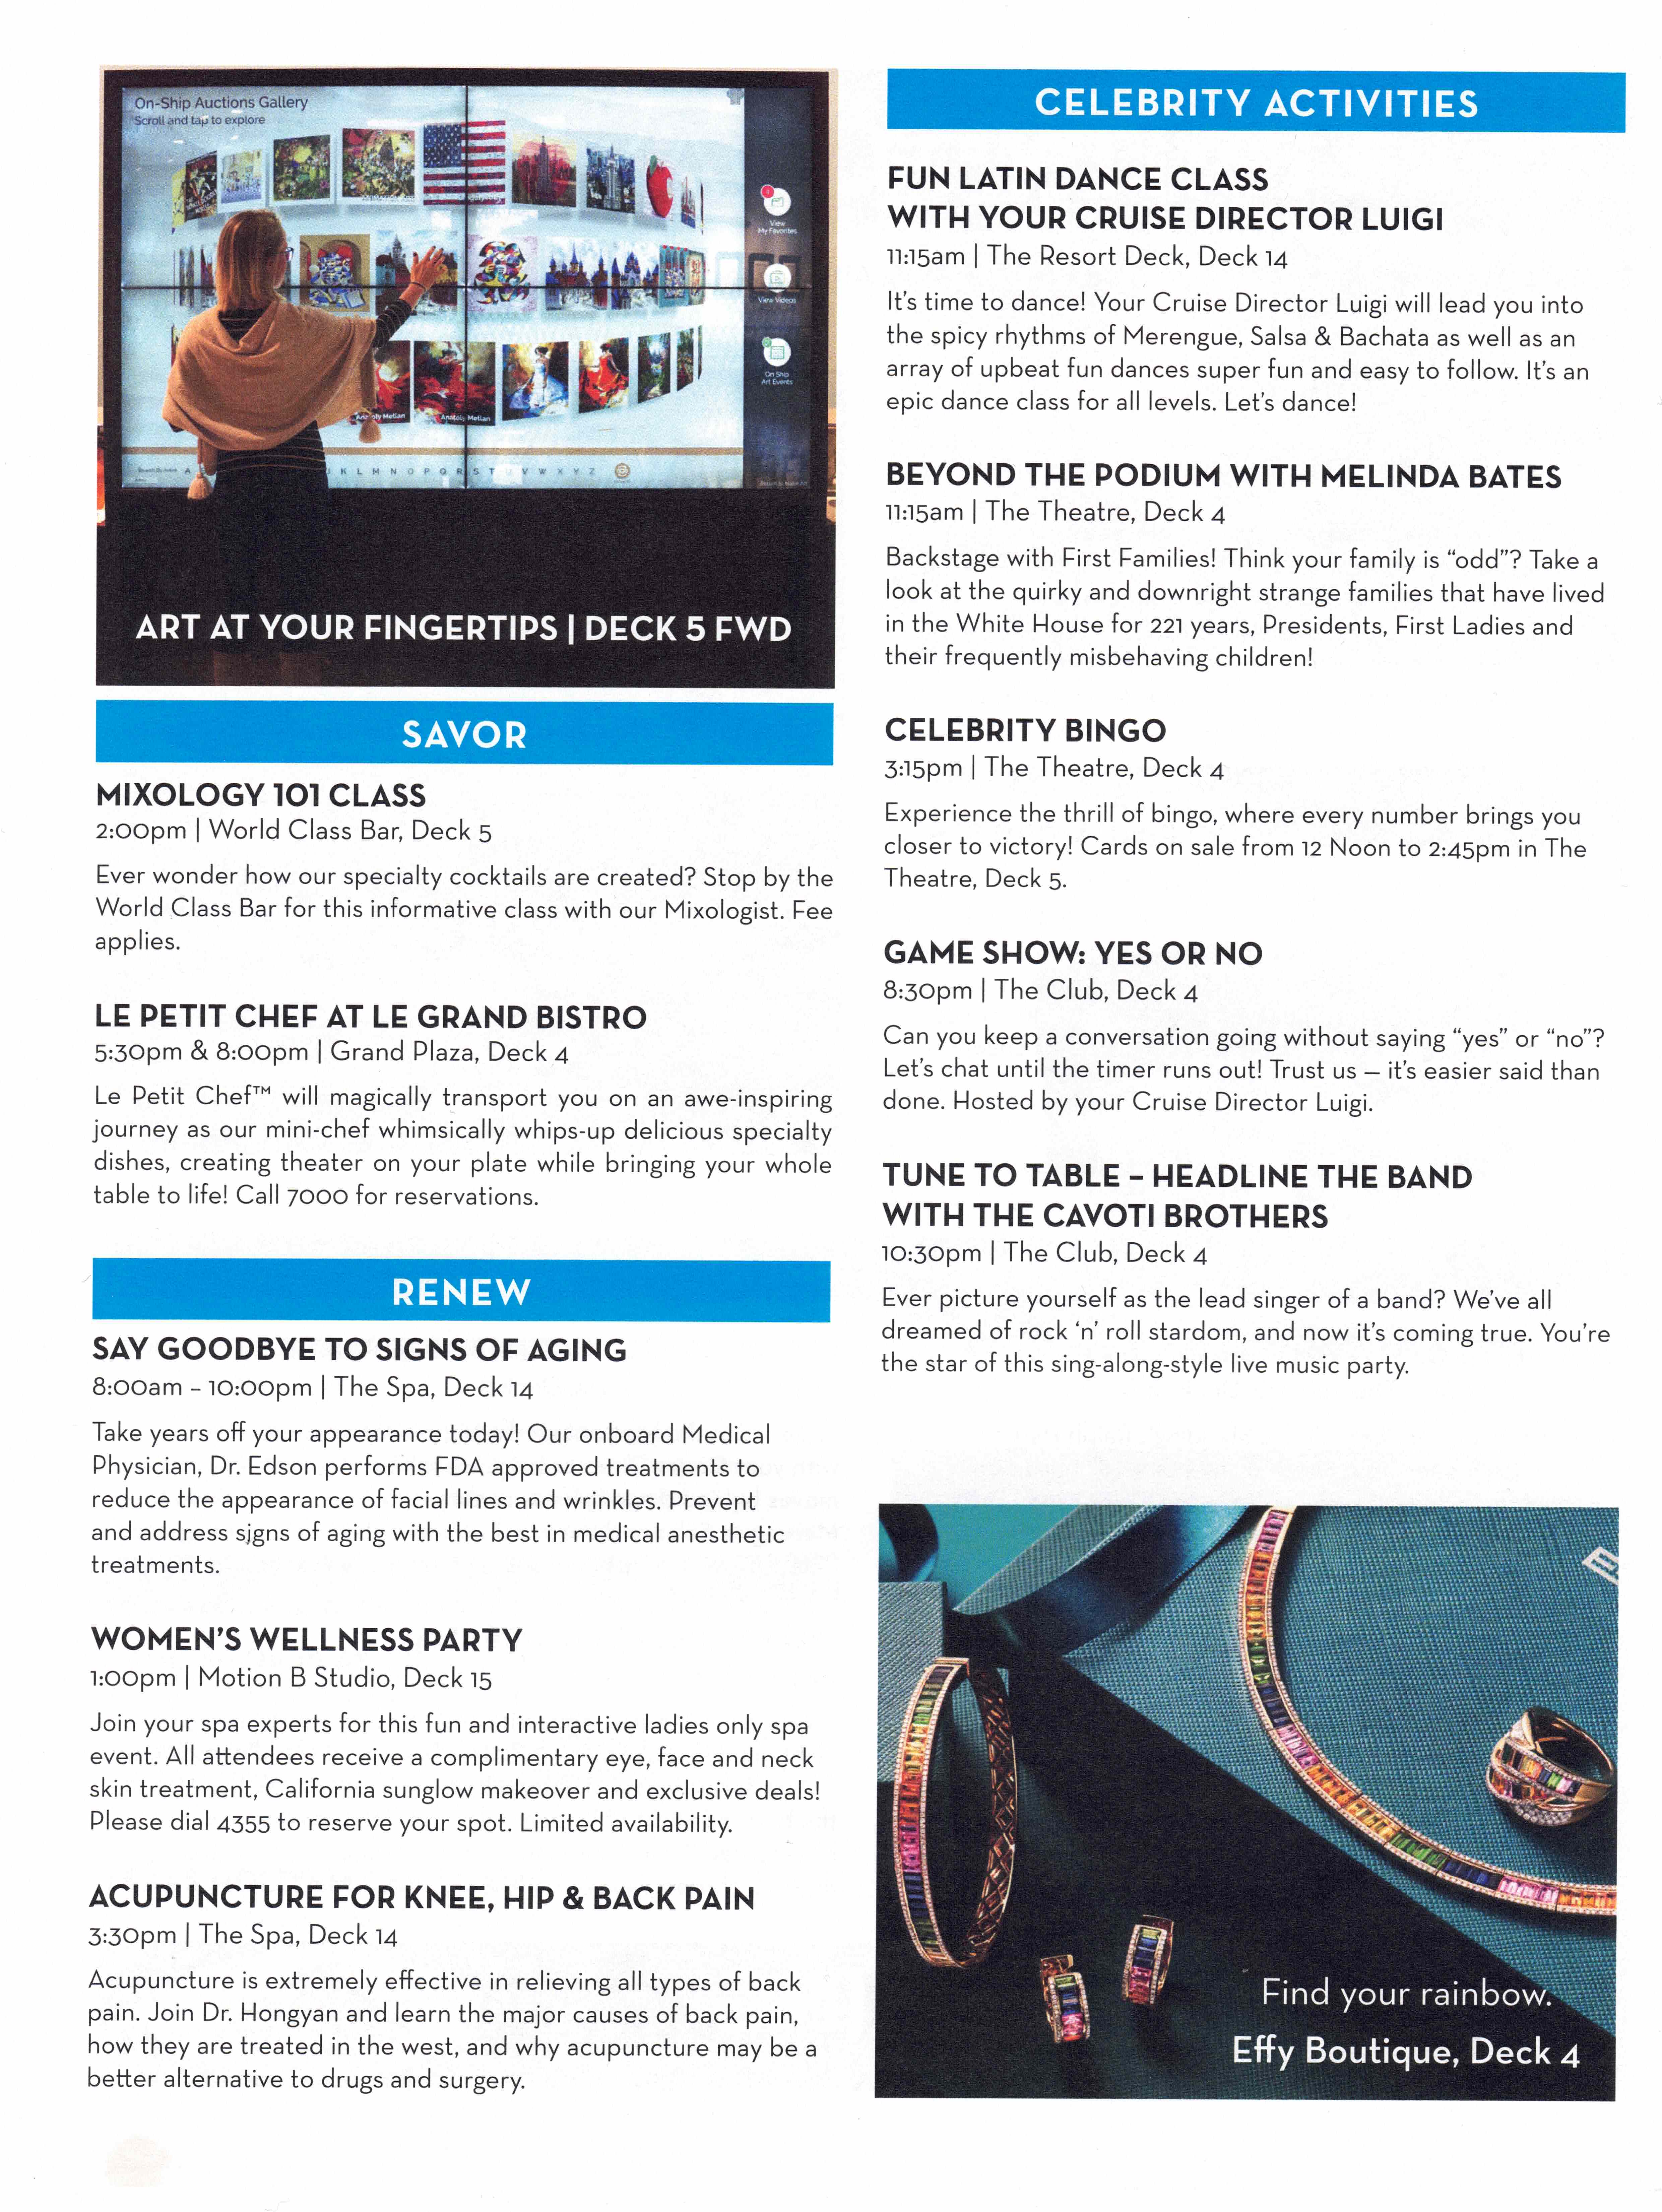 On-Ship Auctions Gallery
Scroll and tap to explore
View
My Favorites
View Videos
On Ship
Art Events
Anatoly Metlan
K L M N O P Q R S T U V W X Y Z
ART AT YOUR FINGERTIPS | DECK 5 FWD
SAVOR
MIXOLOGY 101 CLASS
2:00pm | World Class Bar, Deck 5
Ever wonder how our specialty cocktails are created? Stop by the
World Class Bar for this informative class with our Mixologist. Fee
applies.
LE PETIT CHEF AT LE GRAND BISTRO
5:30pm & 8:00pm | Grand Plaza, Deck 4
Le Petit Chef™ will magically transport you on an awe-inspiring
journey as our mini-chef whimsically whips-up delicious specialty
dishes, creating theater on your plate while bringing your whole
table to life! Call 7000 for reservations.
RENEW
SAY GOODBYE TO SIGNS OF AGING
8:00am – 10:00pm | The Spa, Deck 14
Take years off your appearance today! Our onboard Medical
Physician, Dr. Edson performs FDA approved treatments to
reduce the appearance of facial lines and wrinkles. Prevent
and address signs of aging with the best in medical anesthetic
treatments.
WOMEN'S WELLNESS PARTY
1:00pm | Motion B Studio, Deck 15
Join your spa experts for this fun and interactive ladies only spa
event. All attendees receive a complimentary eye, face and neck
skin treatment, California sunglow makeover and exclusive deals!
Please dial 4355 to reserve your spot. Limited availability.
ACUPUNCTURE FOR KNEE, HIP & BACK PAIN
3:30pm | The Spa, Deck 14
Acupuncture is extremely effective in relieving all types of back
pain. Join Dr. Hongyan and learn the major causes of back pain,
how they are treated in the west, and why acupuncture may be a
better alternative to drugs and surgery.
CELEBRITY ACTIVITIES
FUN LATIN DANCE CLASS
WITH YOUR CRUISE DIRECTOR LUIGI
11:15am | The Resort Deck, Deck 14
It's time to dance! Your Cruise Director Luigi will lead you into
the spicy rhythms of Merengue, Salsa & Bachata as well as an
array of upbeat fun dances super fun and easy to follow. It's an
epic dance class for all levels. Let's dance!
BEYOND THE PODIUM WITH MELINDA BATES
11:15am | The Theatre, Deck 4
Backstage with First Families! Think your family is “odd”? Take a
look at the quirky and downright strange families that have lived
in the White House for 221 years, Presidents, First Ladies and
their frequently misbehaving children!
CELEBRITY BINGO
3:15pm | The Theatre, Deck 4
Experience the thrill of bingo, where every number brings you
closer to victory! Cards on sale from 12 Noon to 2:45pm in The
Theatre, Deck 5.
GAME SHOW: YES OR NO
8:30pm | The Club, Deck 4
Can you keep a conversation going without saying “yes” or “no”?
Let's chat until the timer runs out! Trust us – it's easier said than
done. Hosted by your Cruise Director Luigi.
TUNE TO TABLE – HEADLINE THE BAND
WITH THE CAVOTI BROTHERS
10:30pm | The Club, Deck 4
Ever picture yourself as the lead singer of a band? We've all
dreamed of rock ‘n’ roll stardom, and now it's coming true. You're
the star of this sing-along-style live music party.
Find your rainbow.
Effy Boutique, Deck 4